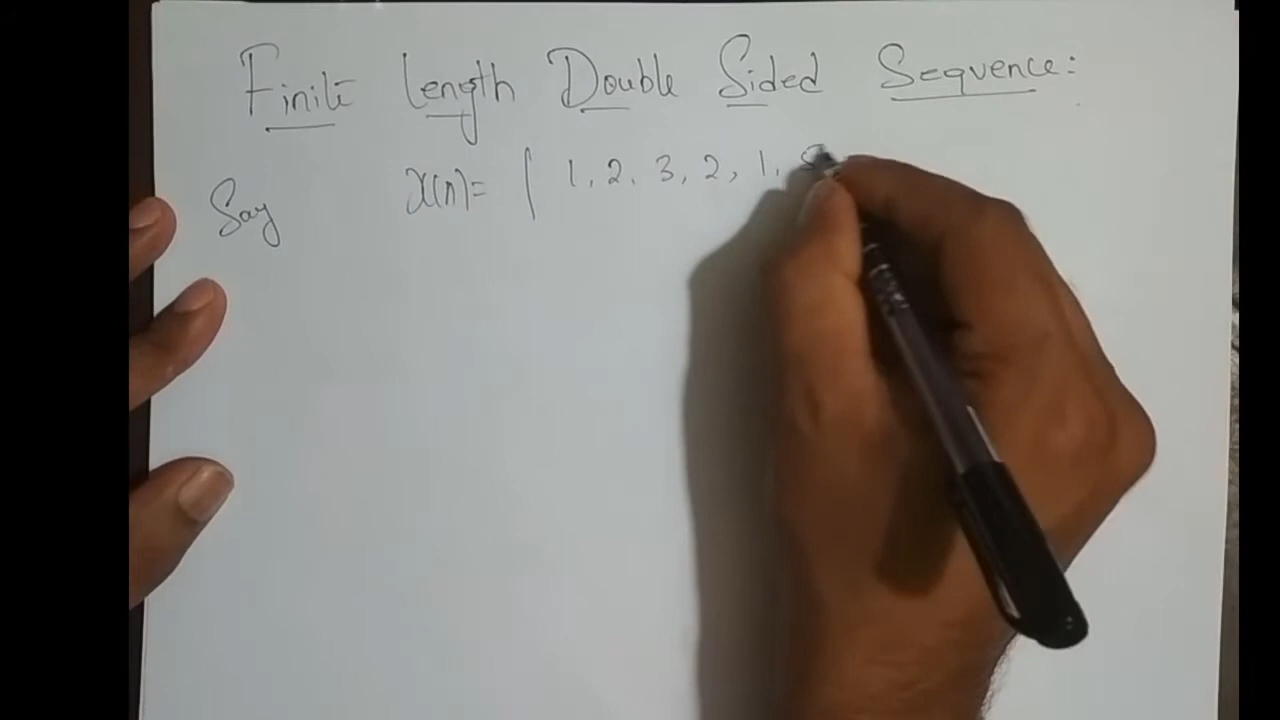 Finite Length Double Sided Sequence:
Say x(n)= { 1, 2, 3, 2, 1,